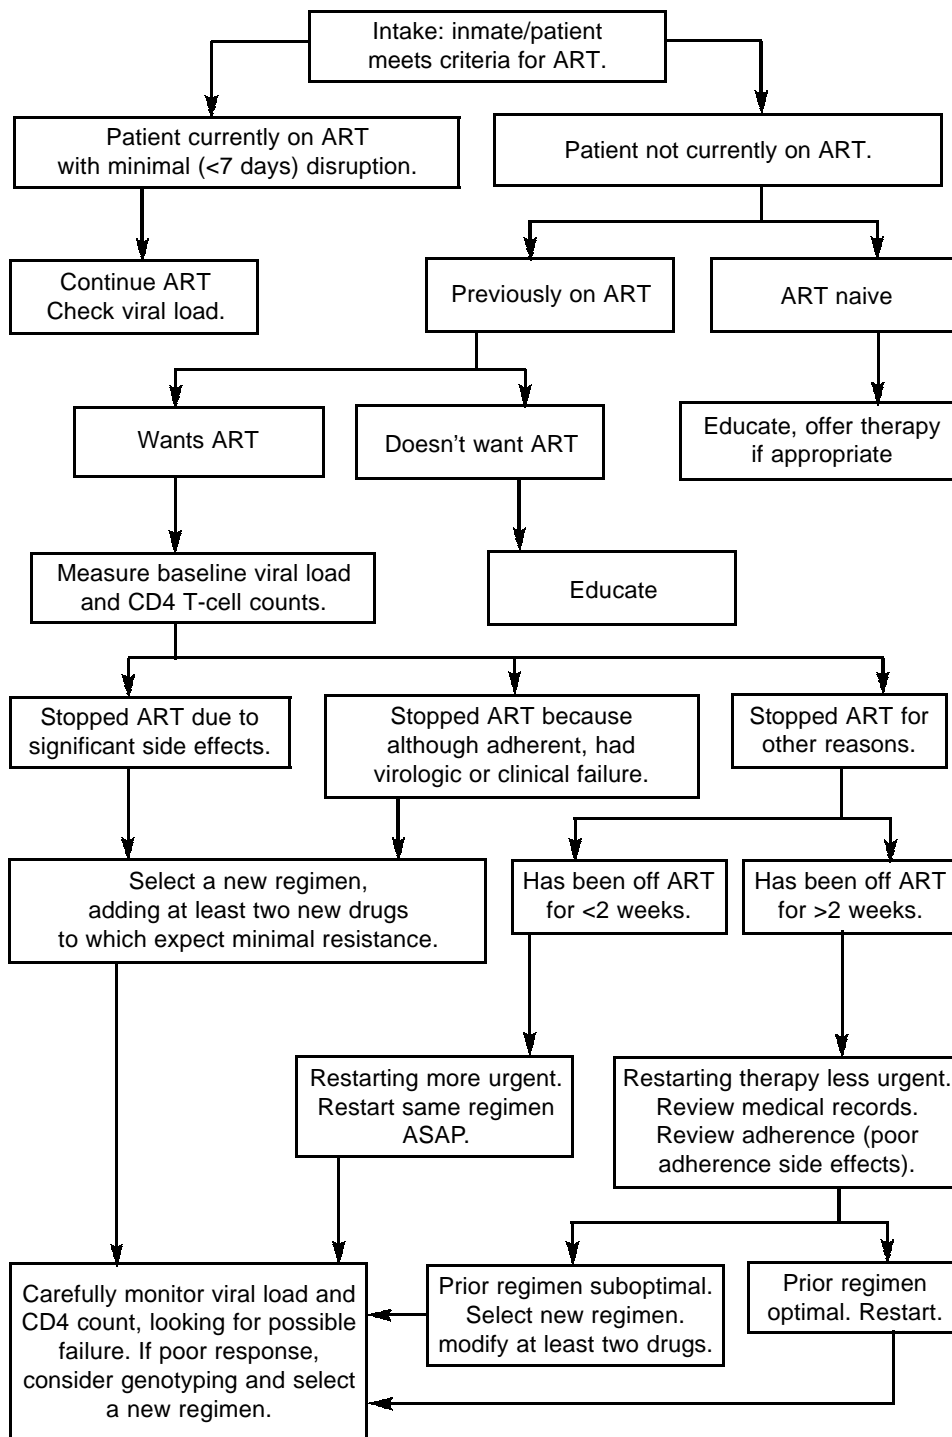 Intake: inmate/patient
meets criteria for ART.
Patient currently on ART
with minimal (<7 days) disruption.
Patient not currently on ART.
Continue ART
Check viral load.
Previously on ART
ART naive
Wants ART
Doesn't want ART
Educate, offer therapy
if appropriate
Measure baseline viral load
and CD4 T-cell counts.
Educate
Stopped ART due to
significant side effects.
Stopped ART because
although adherent, had
virologic or clinical failure.
Stopped ART for
other reasons.
Select a new regimen,
adding at least two new drugs
to which expect minimal resistance.
Has been off ART
for <2 weeks.
Has been off ART
for >2 weeks.
Restarting more urgent.
Restart same regimen
ASAP.
Restarting therapy less urgent.
Review medical records.
Review adherence (poor
adherence side effects).
Carefully monitor viral load and
CD4 count, looking for possible
failure. If poor response,
consider genotyping and select
a new regimen.
Prior regimen suboptimal.
Select new regimen.
modify at least two drugs.
Prior regimen
optimal. Restart.